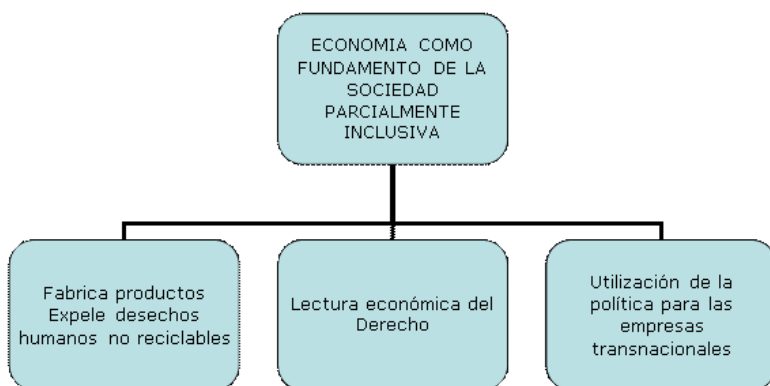 ECONOMIA COMO
FUNDAMENTO DE LA
SOCIEDAD
PARCIALMENTE
INCLUSIVA
Fabrica productos
Expele desechos
humanos no reciclables
Lectura económica del
Derecho
Utilización de la
política para las
empresas
transnacionales